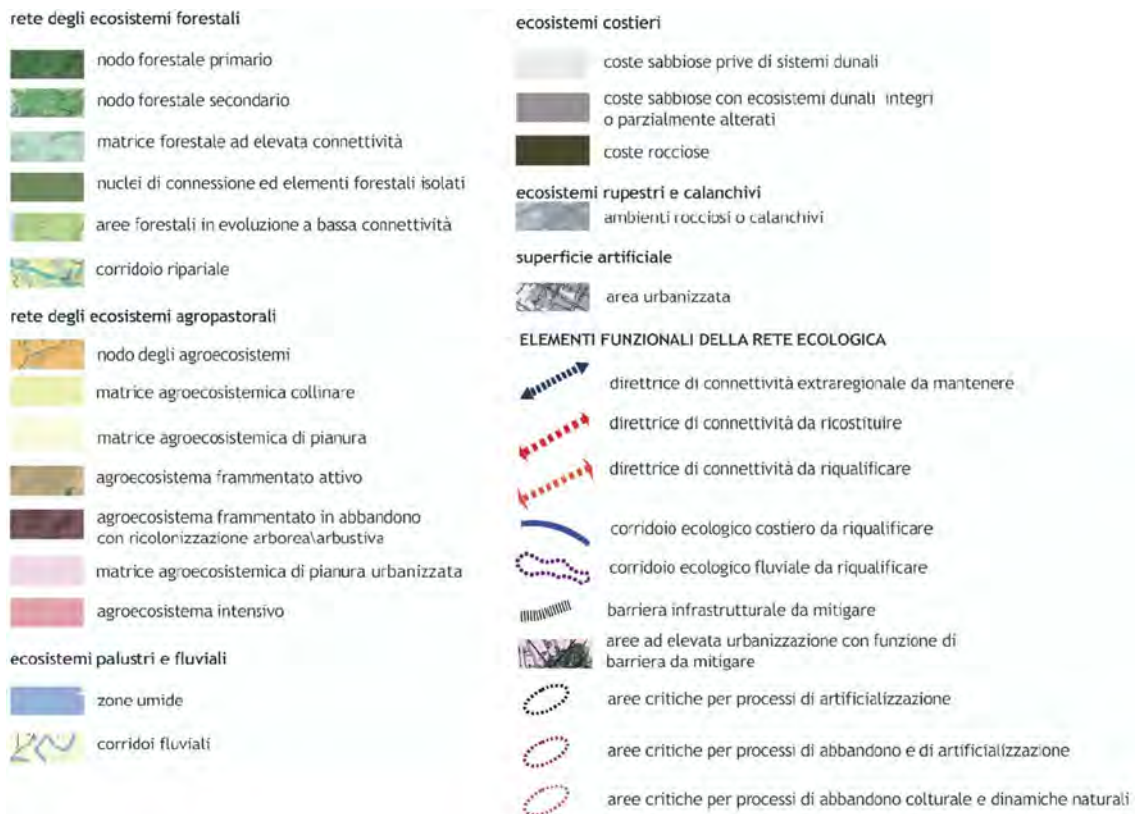 rete degli ecosistemi forestali
nodo forestale primario
nodo forestale secondario
matrice forestale ad elevata connettività
nuclei di connessione ed elementi forestali isolati
aree forestali in evoluzione a bassa connettività
corridoio ripariale
rete degli ecosistemi agropastorali
nodo degli agroecosistemi
matrice agroecosistemica collinare
matrice agroecosistemica di pianura
agroecosistema frammentato attivo
agroecosistema frammentato in abbandono
con ricolonizzazione arborea\arbustiva
matrice agroecosistemica di pianura urbanizzata
agroecosistema intensivo
ecosistemi palustri e fluviali
zone umide
corridoi fluviali
ecosistemi costieri
coste sabbiose prive di sistemi dunali
coste sabbiose con ecosistemi dunali integri
o parzialmente alterati
coste rocciose
ecosistemi rupestri e calanchivi
ambienti rocciosi o calanchivi
superficie artificiale
area urbanizzata
ELEMENTI FUNZIONALI DELLA RETE ECOLOGICA
direttrice di connettività extraregionale da mantenere
direttrice di connettività da ricostituire
direttrice di connettività da riqualificare
corridoio ecologico costiero da riqualificare
corridoio ecologico fluviale da riqualificare
barriera infrastrutturale da mitigare
aree ad elevata urbanizzazione con funzione di
barriera da mitigare
aree critiche per processi di artificializzazione
aree critiche per processi di abbandono e di artificializzazione
aree critiche per processi di abbandono colturale e dinamiche naturali